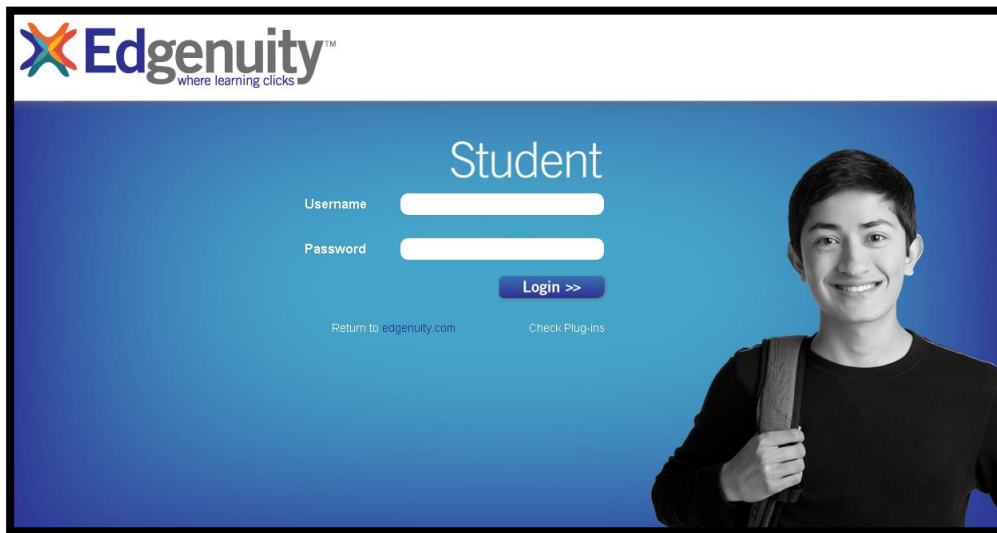 Edgenuity™
where learning clicks
Student
Username
Password
Login >>
Return to edgenuity.com Check Plug-ins